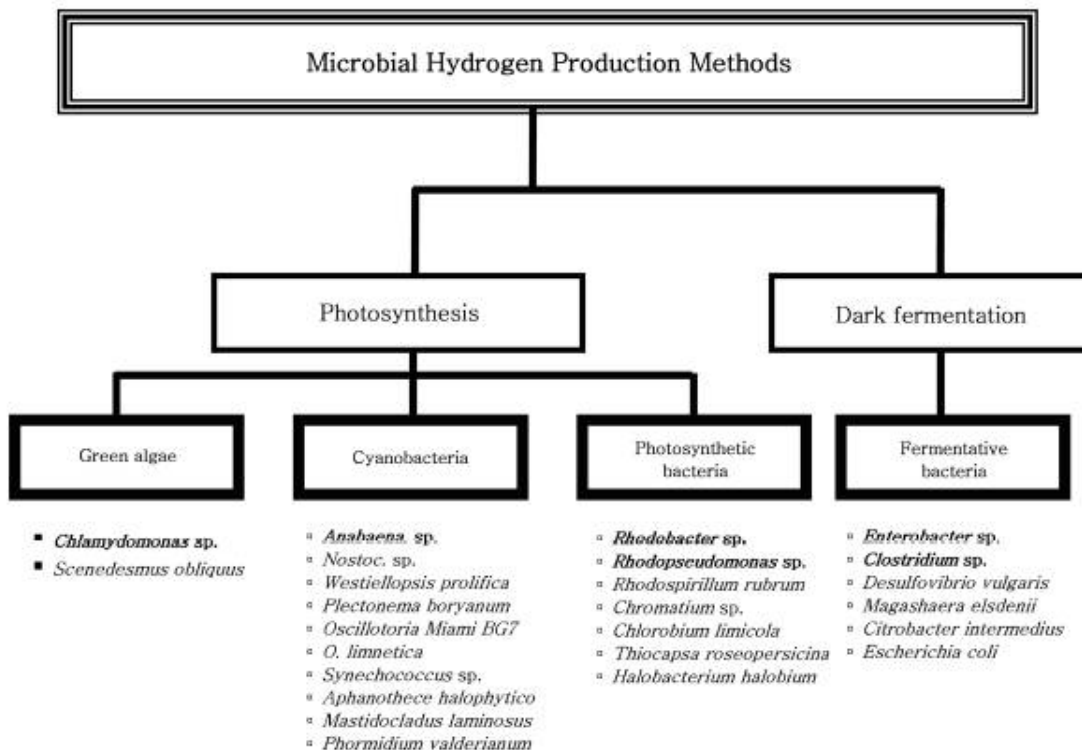 Microbial Hydrogen Production Methods
Photosynthesis
Dark fermentation
Green algae
Cyanobacteria
Photosynthetic
bacteria
Fermentative
bacteria
▪ Chlamydomonas sp.
▪ Scenedesmus obliquus
▫ Anabaena. sp.
▫ Nostoc. sp.
▫ Westiellopsis prolifica
▫ Plectonema boryanum
▫ Oscillotoria Miami BG7
▫ O. limnetica
▫ Synechococcus sp.
▫ Aphanothece halophytico
▫ Mastidocladus laminosus
▫ Phormidium valderianum
▫ Rhodobacter sp.
▫ Rhodopseudomonas sp.
▫ Rhodospirillum rubrum
▫ Chromatium sp.
▫ Chlorobium limicola
▫ Thiocapsa roseopersicina
▫ Halobacterium halobium
▫ Enterobacter sp.
▫ Clostridium sp.
▫ Desulfovibrio vulgaris
▫ Magashaera elsdenii
▫ Citrobacter intermedius
▫ Escherichia coli